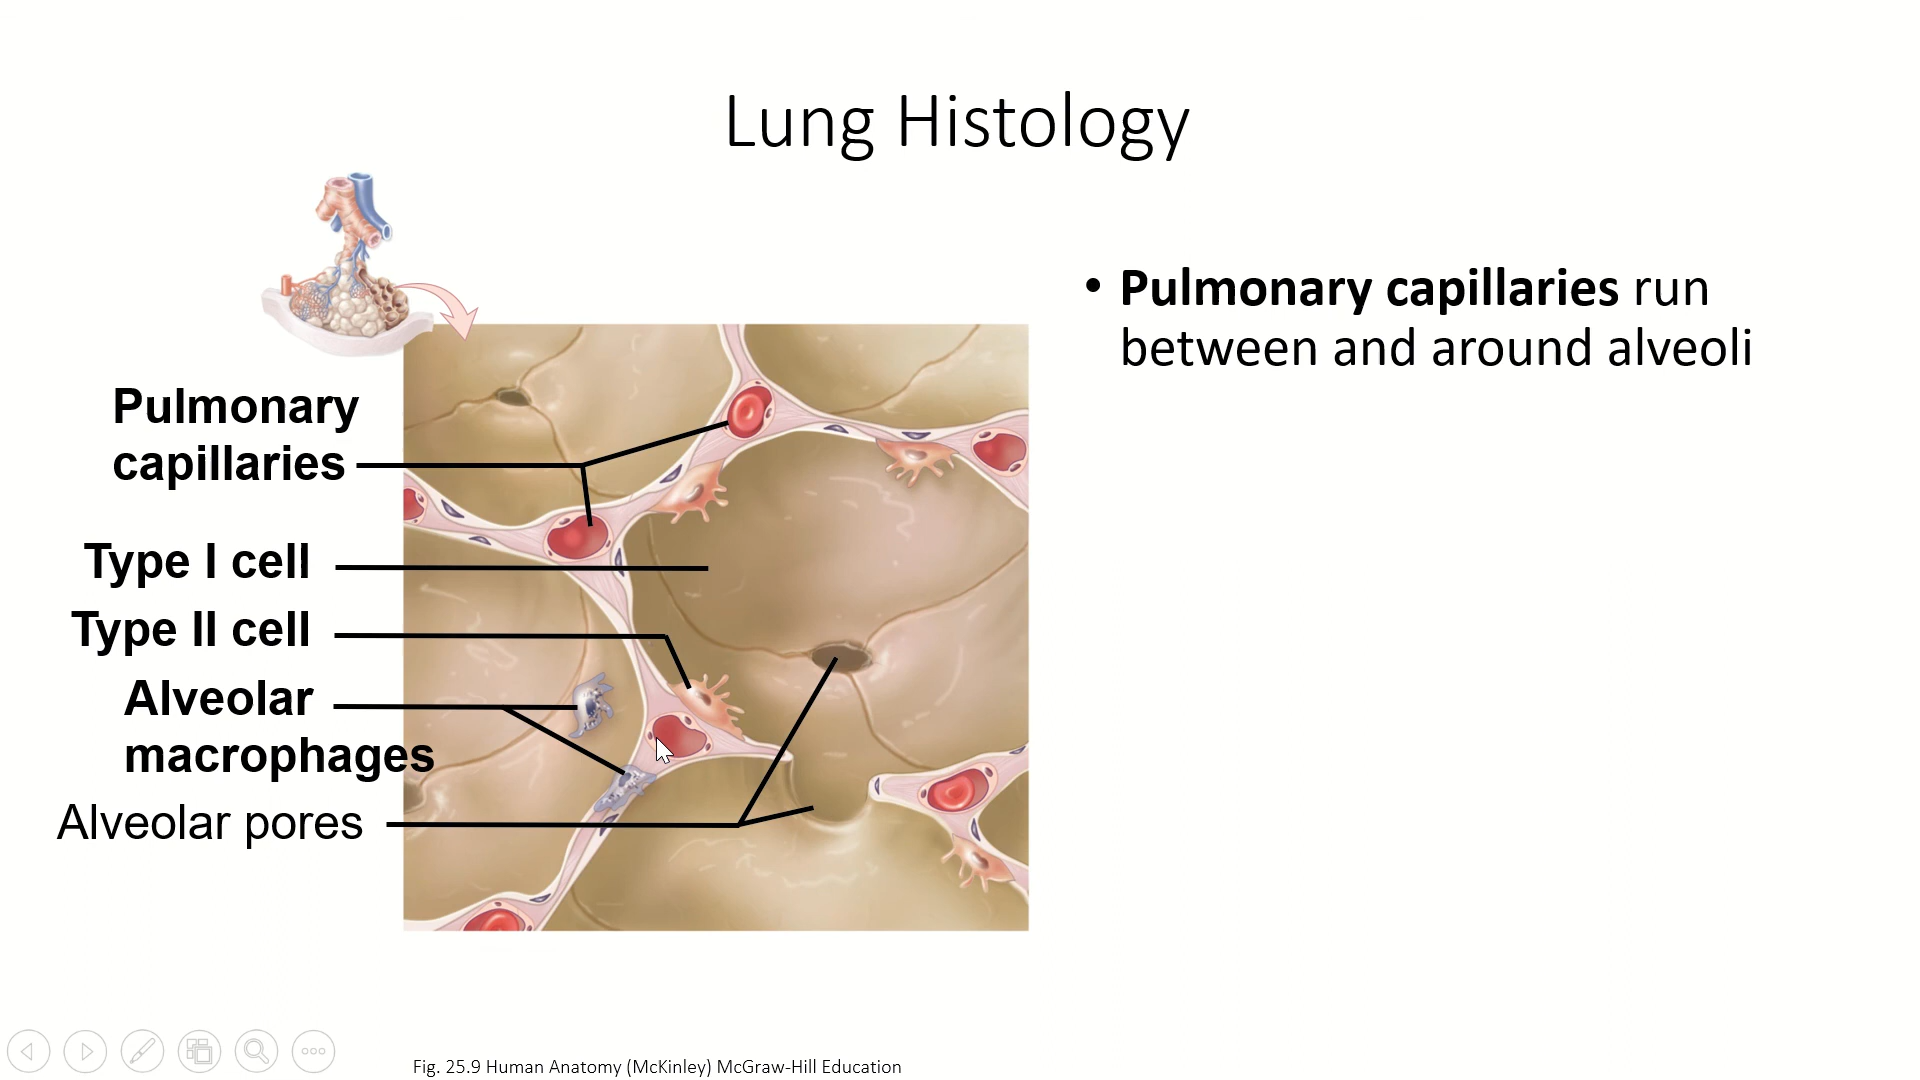 Lung Histology
Pulmonary
capillaries
Type I cell
Type II cell
Alveolar
macrophages
Alveolar pores
• Pulmonary capillaries run
between and around alveoli
Fig. 25.9 Human Anatomy (McKinley) McGraw-Hill Education